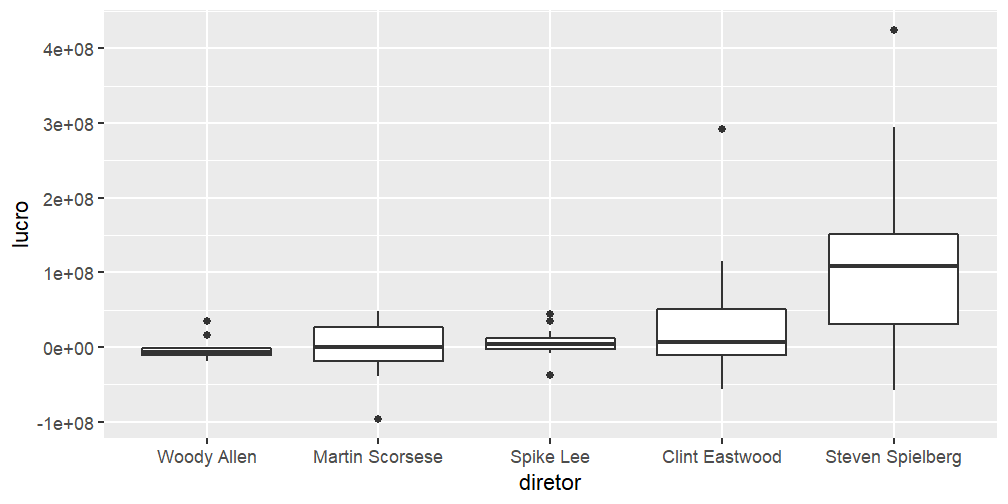 4e+08
3e+08
2e+08
1e+08
0e+00
-1e+08
lucro
Woody Allen Martin Scorsese Spike Lee Clint Eastwood Steven Spielberg
diretor